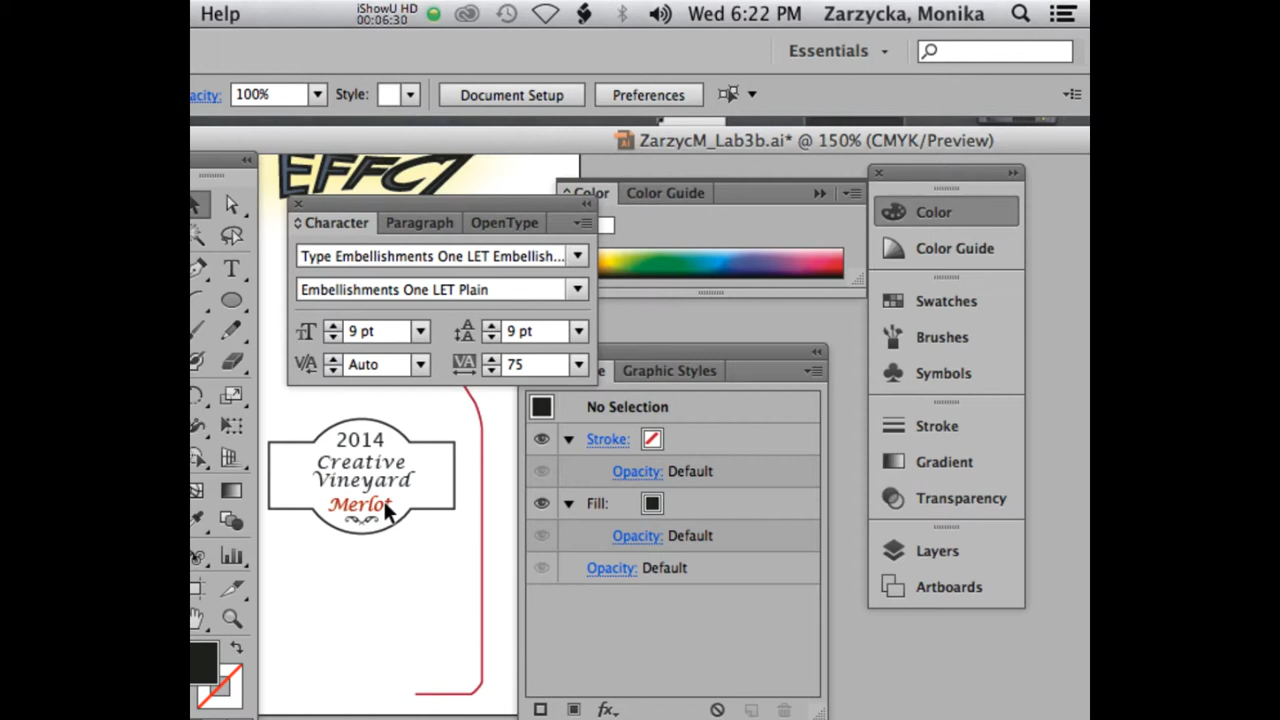 Help
iShowU HD
00:06:30
Wed 6:22 PM
Zarzycka, Monika
Essentials
acity:
100%
Style:
Document Setup
Preferences
ZarzycM_Lab3b.ai* @ 150% (CMYK/Preview)
EFFCT
Color
Color Guide
Character
Paragraph
OpenType
Type Embellishments One LET Embellish...
Embellishments One LET Plain
9 pt
9 pt
Auto
75
Graphic Styles
No Selection
Stroke:
Opacity: Default
Fill:
Opacity: Default
Opacity: Default
fx
2014
Creative
Vineyard
Merlot
Color
Color Guide
Swatches
Brushes
Symbols
Stroke
Gradient
Transparency
Layers
Artboards